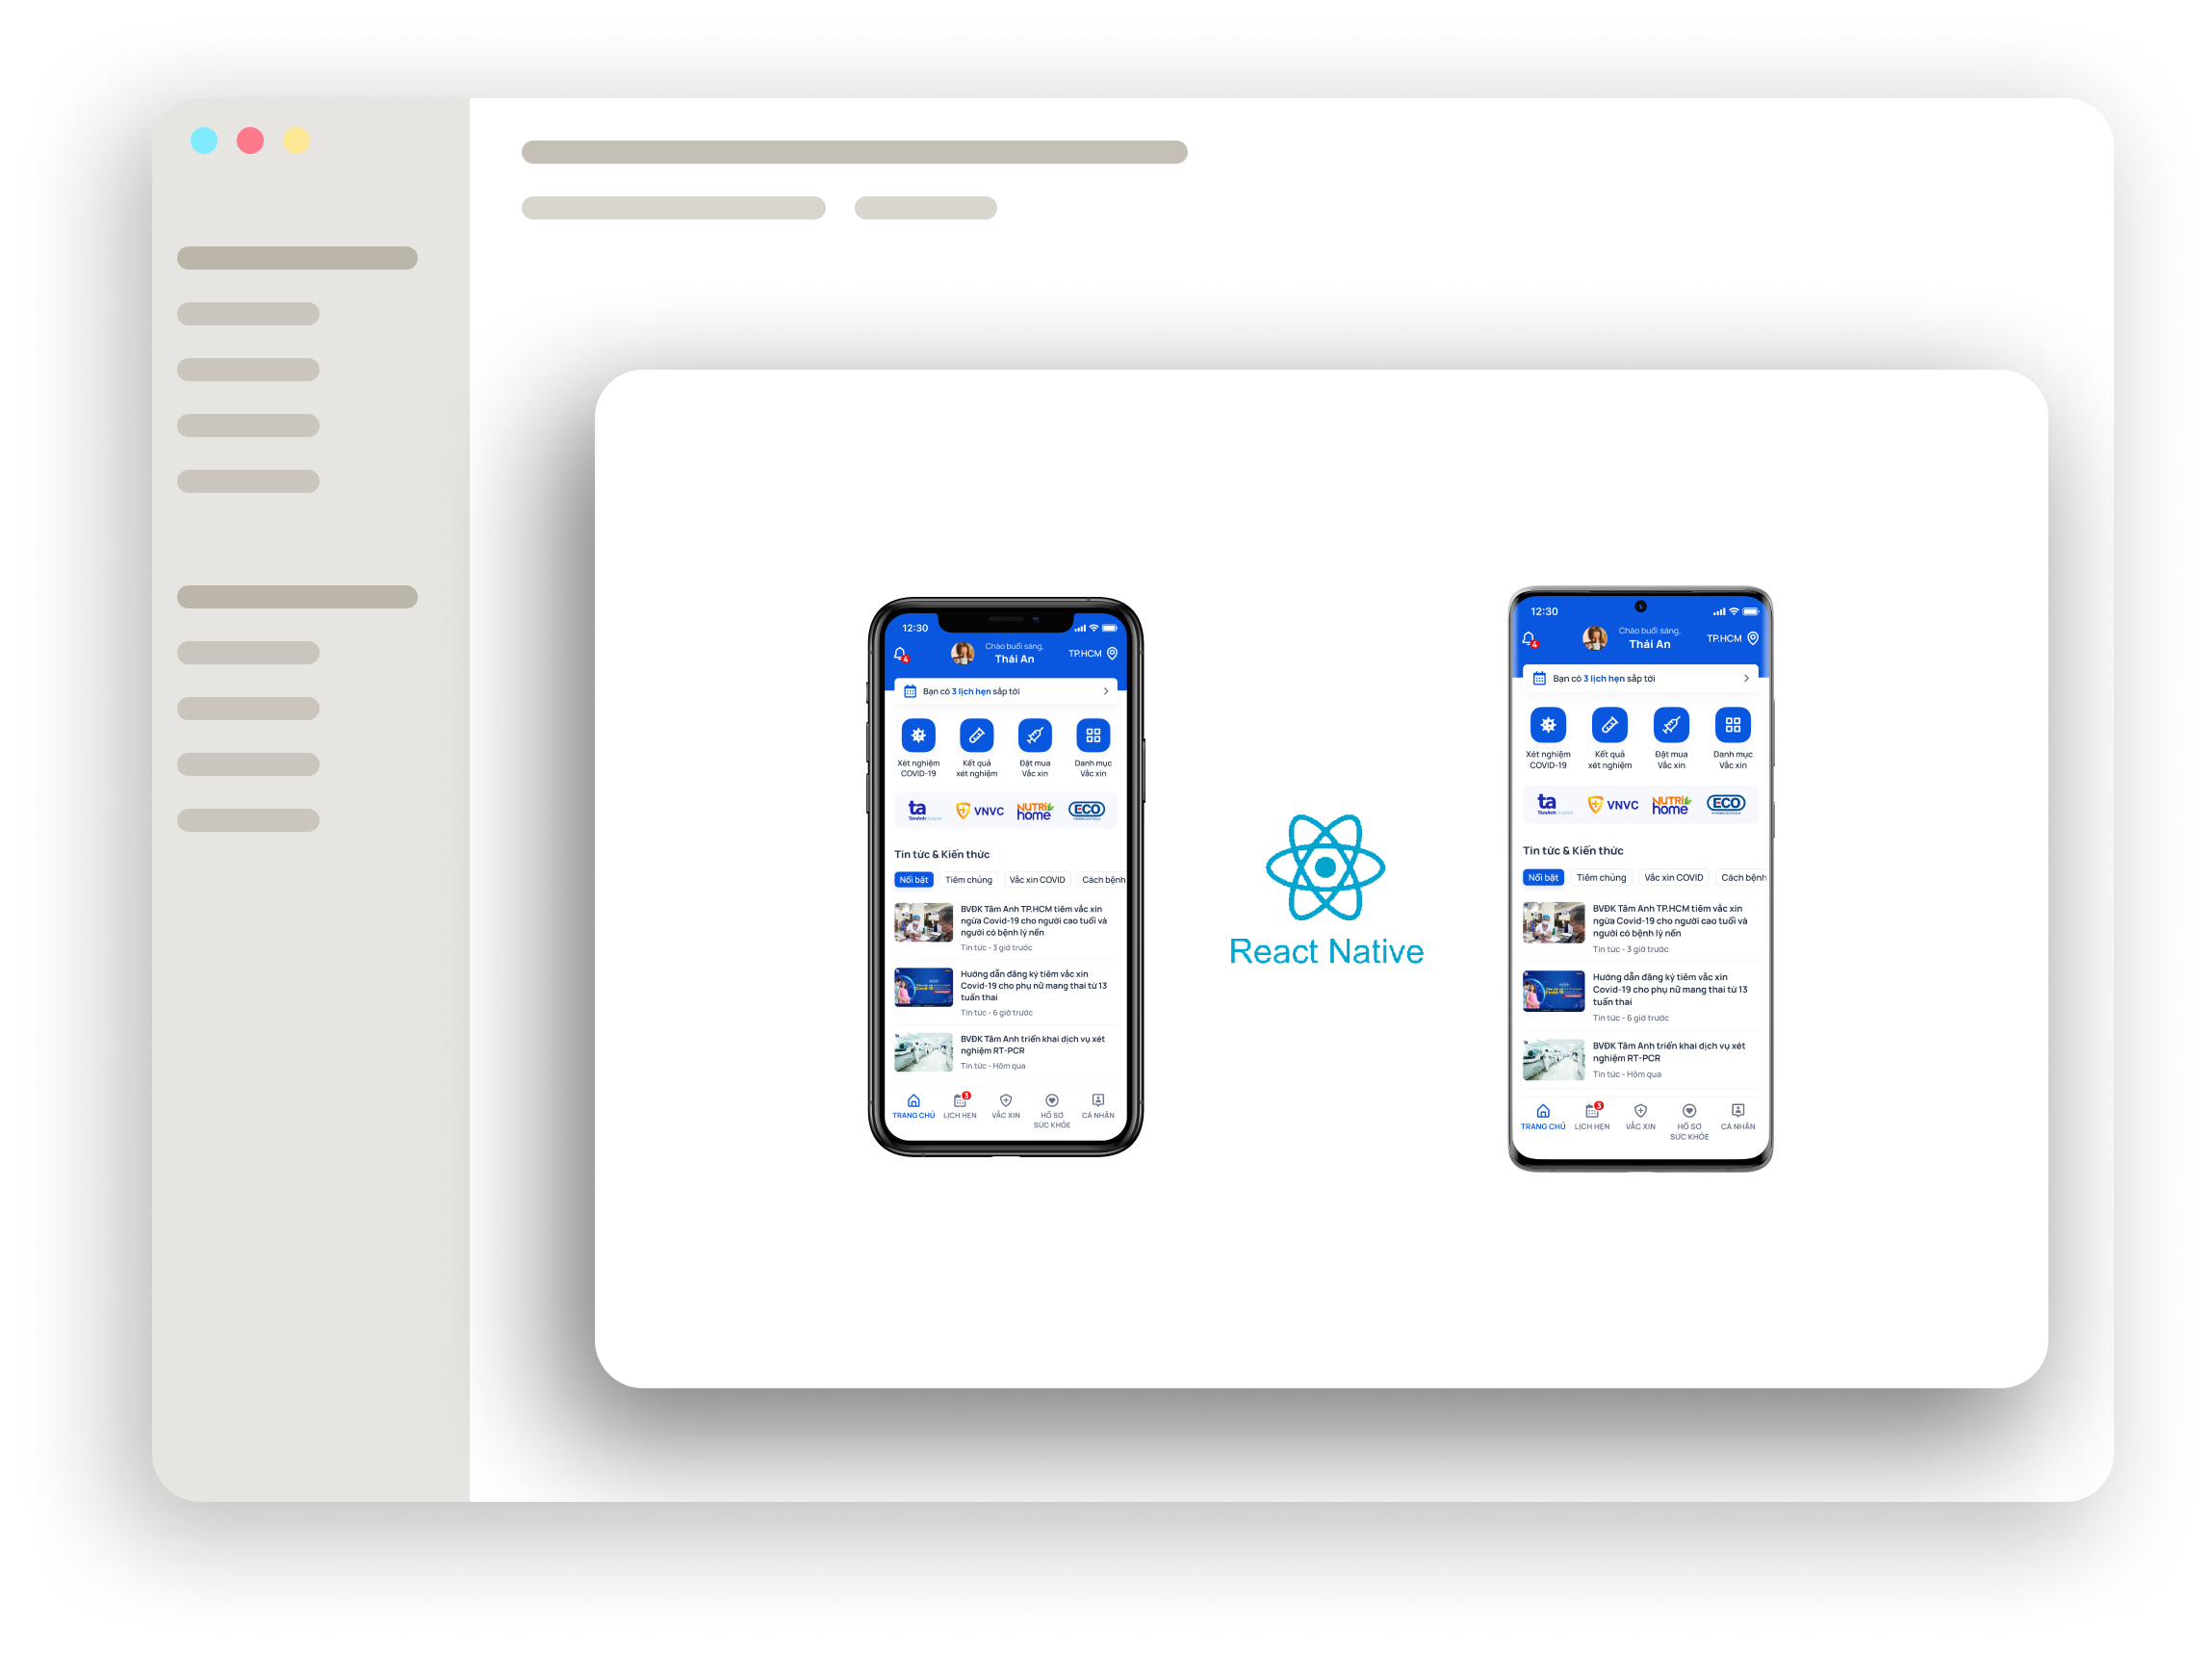 12:30
4
Chào buổi sáng,
Thái An
TP.HCM
Bạn có 3 lịch hẹn sắp tới
Xét nghiệm
COVID-19
Kết quả
xét nghiệm
Đặt mua
Vắc xin
Danh mục
Vắc xin
ta
TâmAnh Hospital
VNVC
NUTRi
home
ECO
Tin tức & Kiến thức
Nổi bật
Tiêm chủng
Vắc xin COVID
Cách bệnh
BVĐK Tâm Anh TP.HCM tiêm vắc xin
ngừa Covid-19 cho người cao tuổi và
người có bệnh lý nền
Tin tức - 3 giờ trước
Hướng dẫn đăng ký tiêm vắc xin
Covid-19 cho phụ nữ mang thai từ 13
tuần thai
Tin tức - 6 giờ trước
BVĐK Tâm Anh triển khai dịch vụ xét
nghiệm RT-PCR
Tin tức - Hôm qua
TRANG CHỦ
3
LỊCH HẸN
VẮC XIN
HỒ SƠ
SỨC KHỎE
CÁ NHÂN
React Native
12:30
4
Chào buổi sáng,
Thái An
TP.HCM
Bạn có 3 lịch hẹn sắp tới
Xét nghiệm
COVID-19
Kết quả
xét nghiệm
Đặt mua
Vắc xin
Danh mục
Vắc xin
ta
TâmAnh Hospital
VNVC
NUTRi
home
ECO
Tin tức & Kiến thức
Nổi bật
Tiêm chủng
Vắc xin COVID
Cách bệnh
BVĐK Tâm Anh TP.HCM tiêm vắc xin
ngừa Covid-19 cho người cao tuổi và
người có bệnh lý nền
Tin tức - 3 giờ trước
Hướng dẫn đăng ký tiêm vắc xin
Covid-19 cho phụ nữ mang thai từ 13
tuần thai
Tin tức - 6 giờ trước
BVĐK Tâm Anh triển khai dịch vụ xét
nghiệm RT-PCR
Tin tức - Hôm qua
TRANG CHỦ
3
LỊCH HẸN
VẮC XIN
HỒ SƠ
SỨC KHỎE
CÁ NHÂN